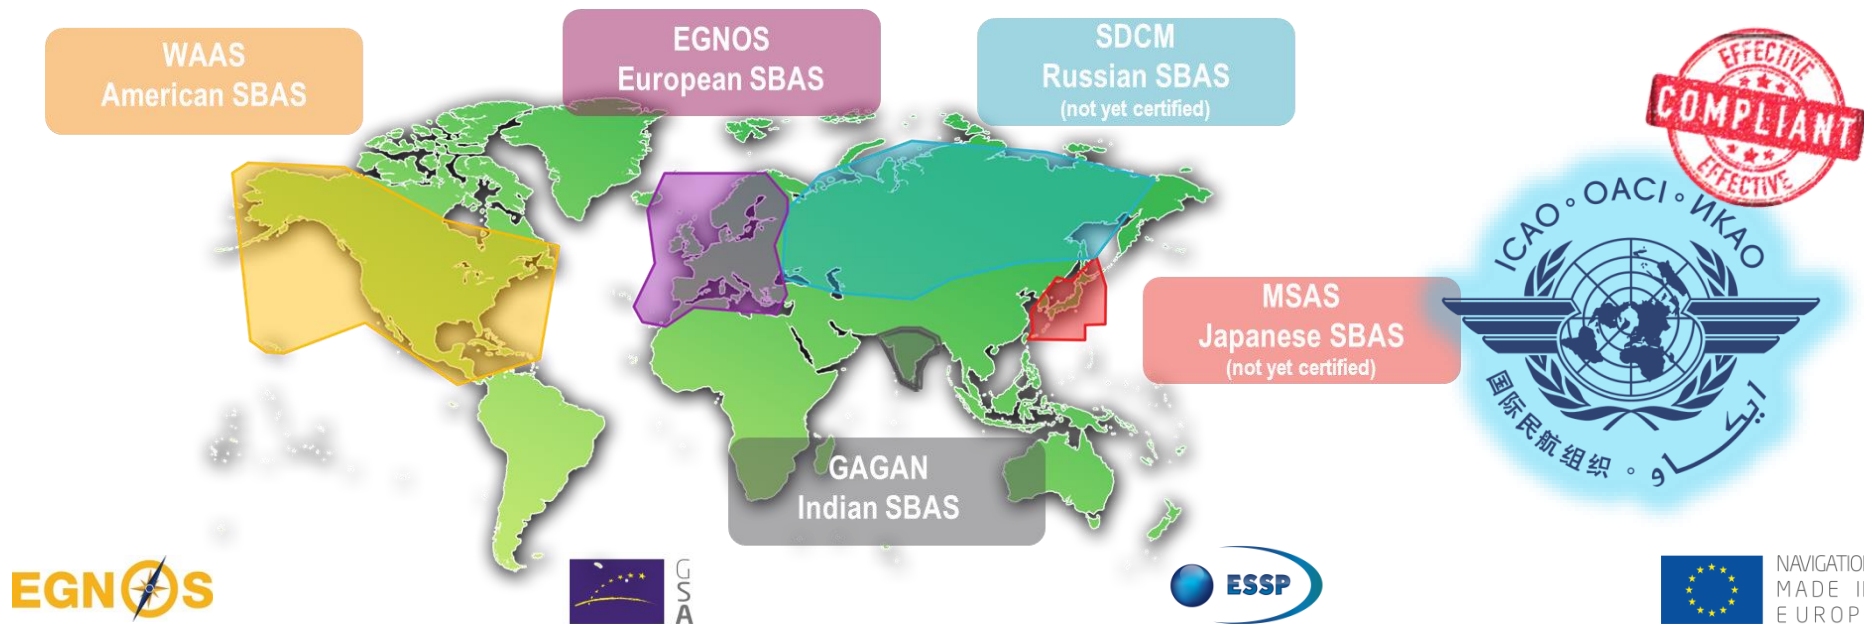 WAAS
American SBAS
EGNOS
European SBAS
SDCM
Russian SBAS
(not yet certified)
EFFECTIVE
COMPLIANT
EFFECTIVE
ICAO OACI ИКАО
MSAS
Japanese SBAS
(not yet certified)
国际民航组织
ايكاو
GAGAN
Indian SBAS
EGNOS
GSA
ESSP
NAVIGATION
MADE I
EUROP